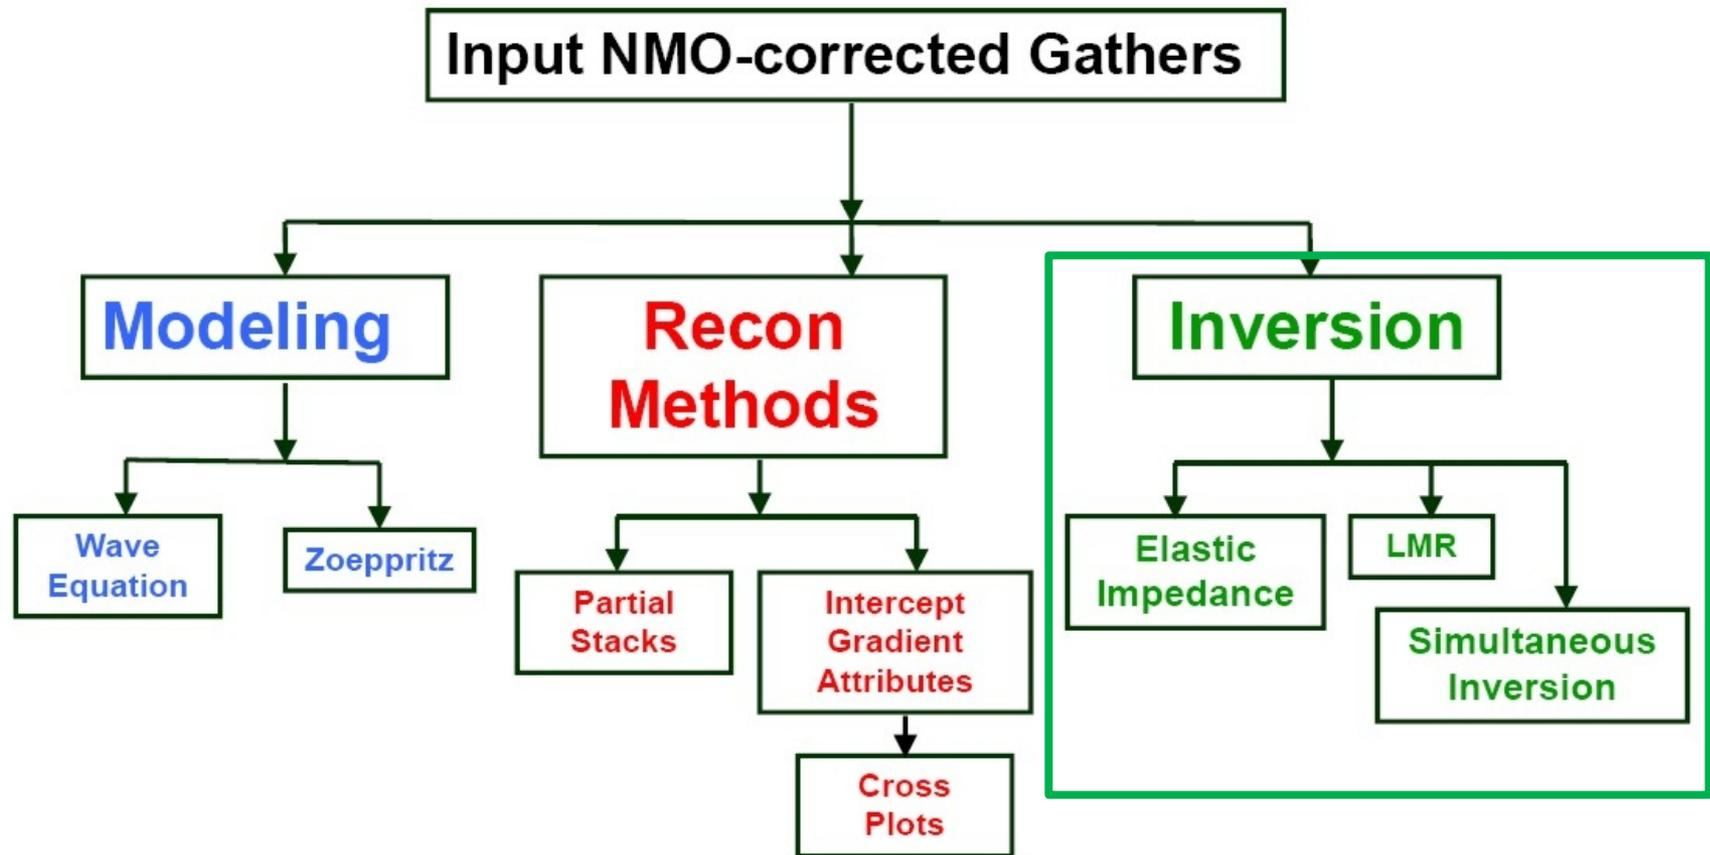 Input NMO-corrected Gathers
Modeling
Recon
Methods
Inversion
Wave
Equation
Zoeppritz
Partial
Stacks
Intercept
Gradient
Attributes
Cross
Plots
Elastic
Impedance
LMR
Simultaneous
Inversion